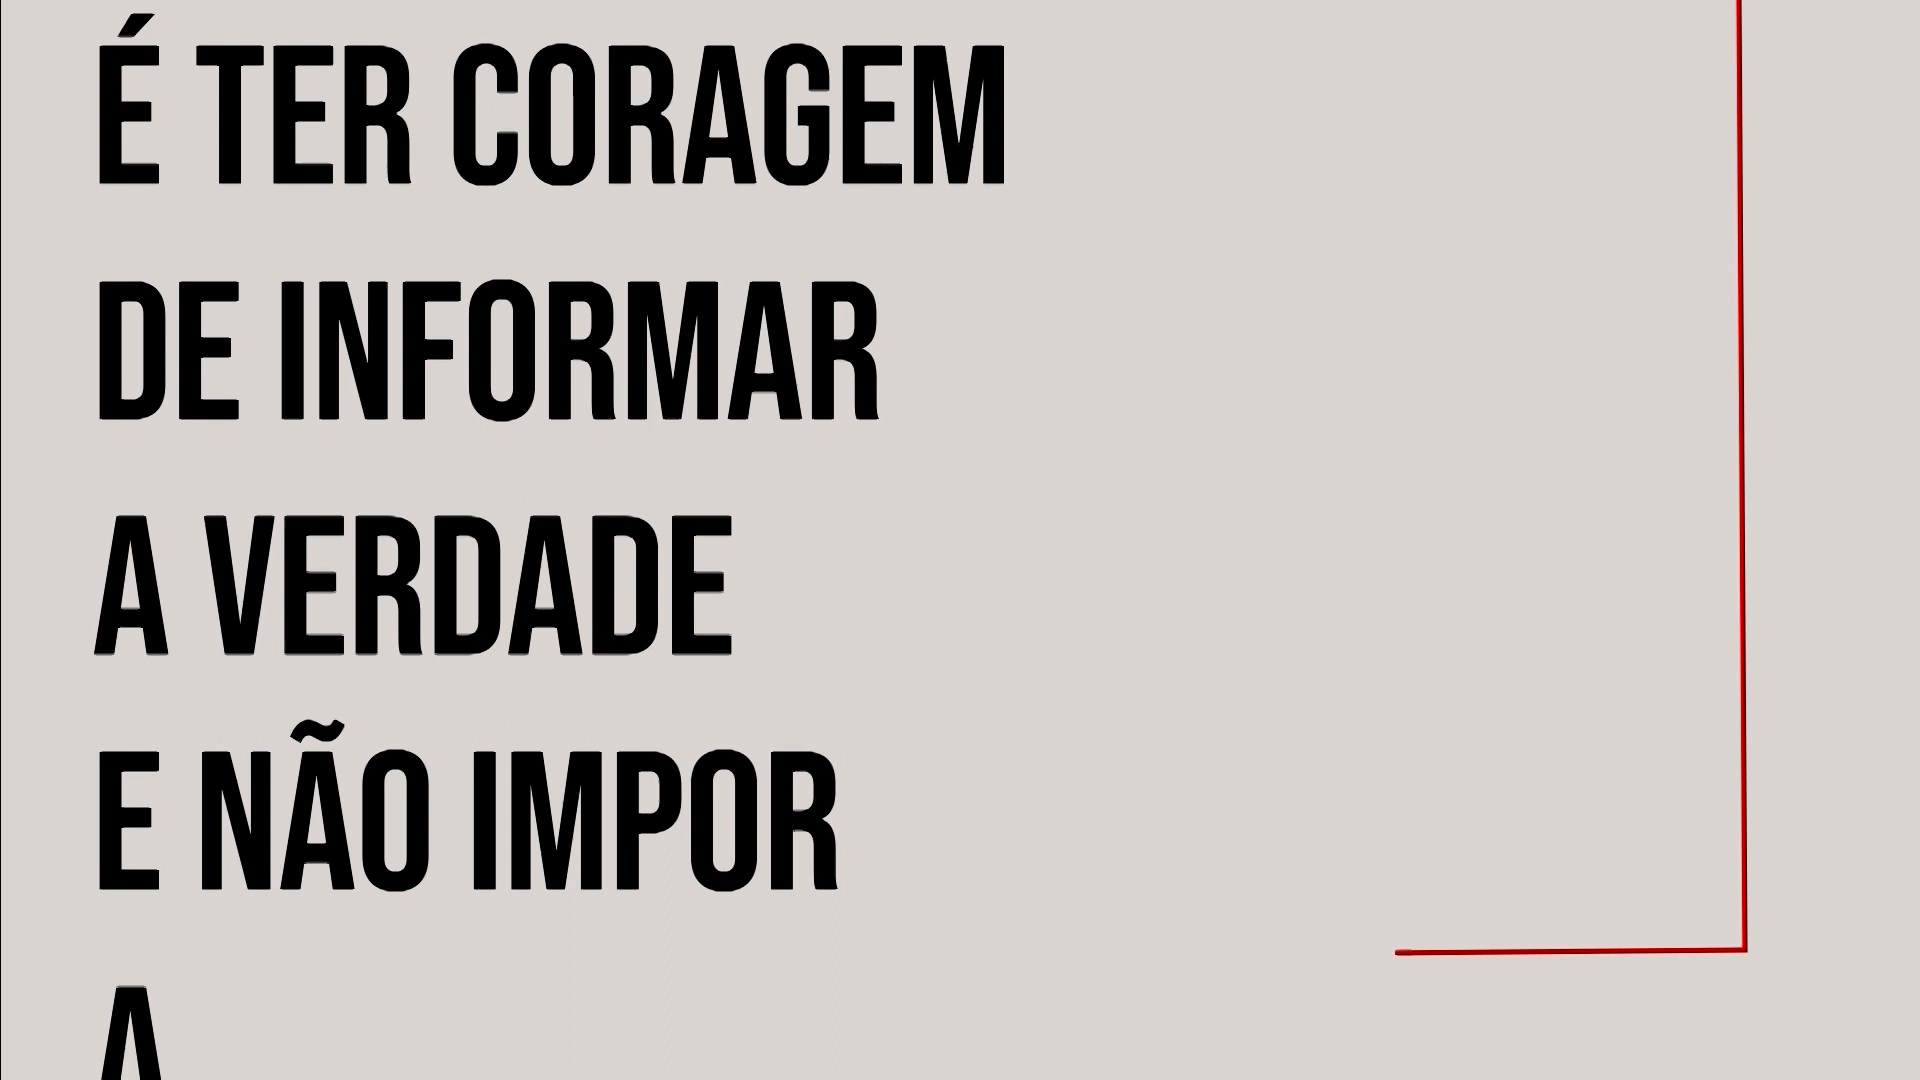 É TER CORAGEM
DE INFORMAR
A VERDADE
E NÃO IMPOR
A